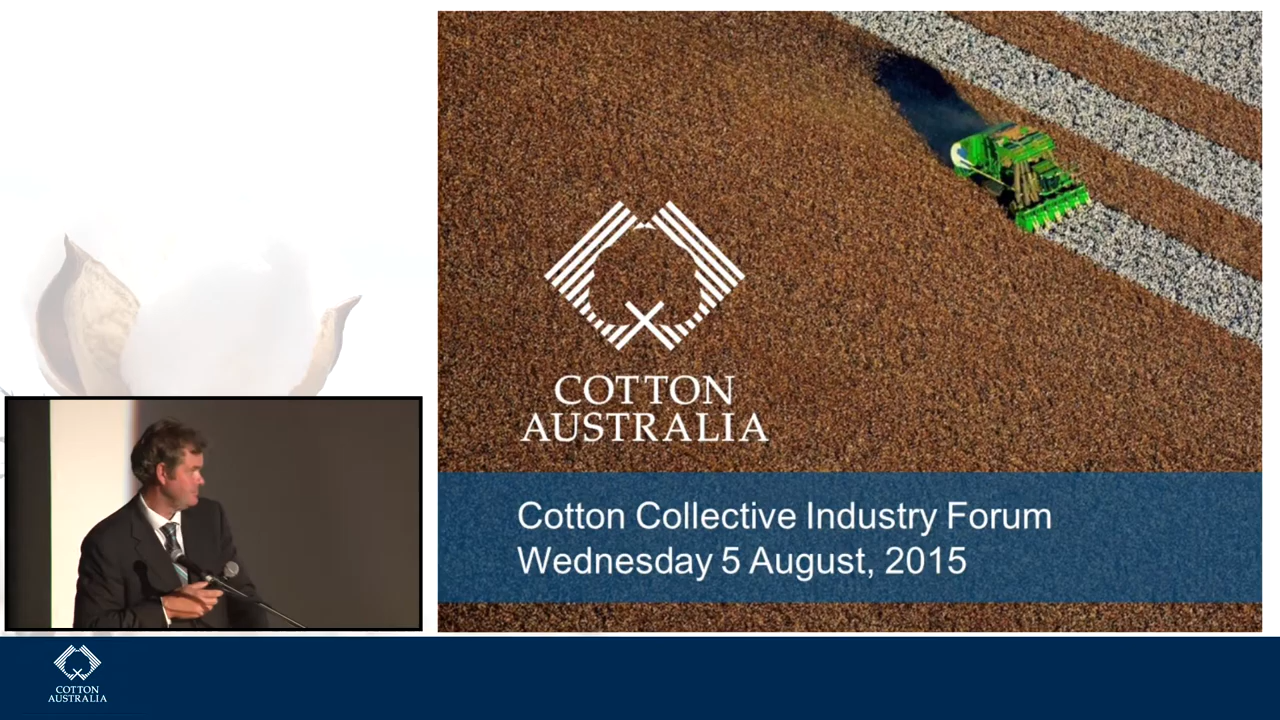 COTTON
AUSTRALIA
Cotton Collective Industry Forum
Wednesday 5 August, 2015
COTTON
AUSTRALIA